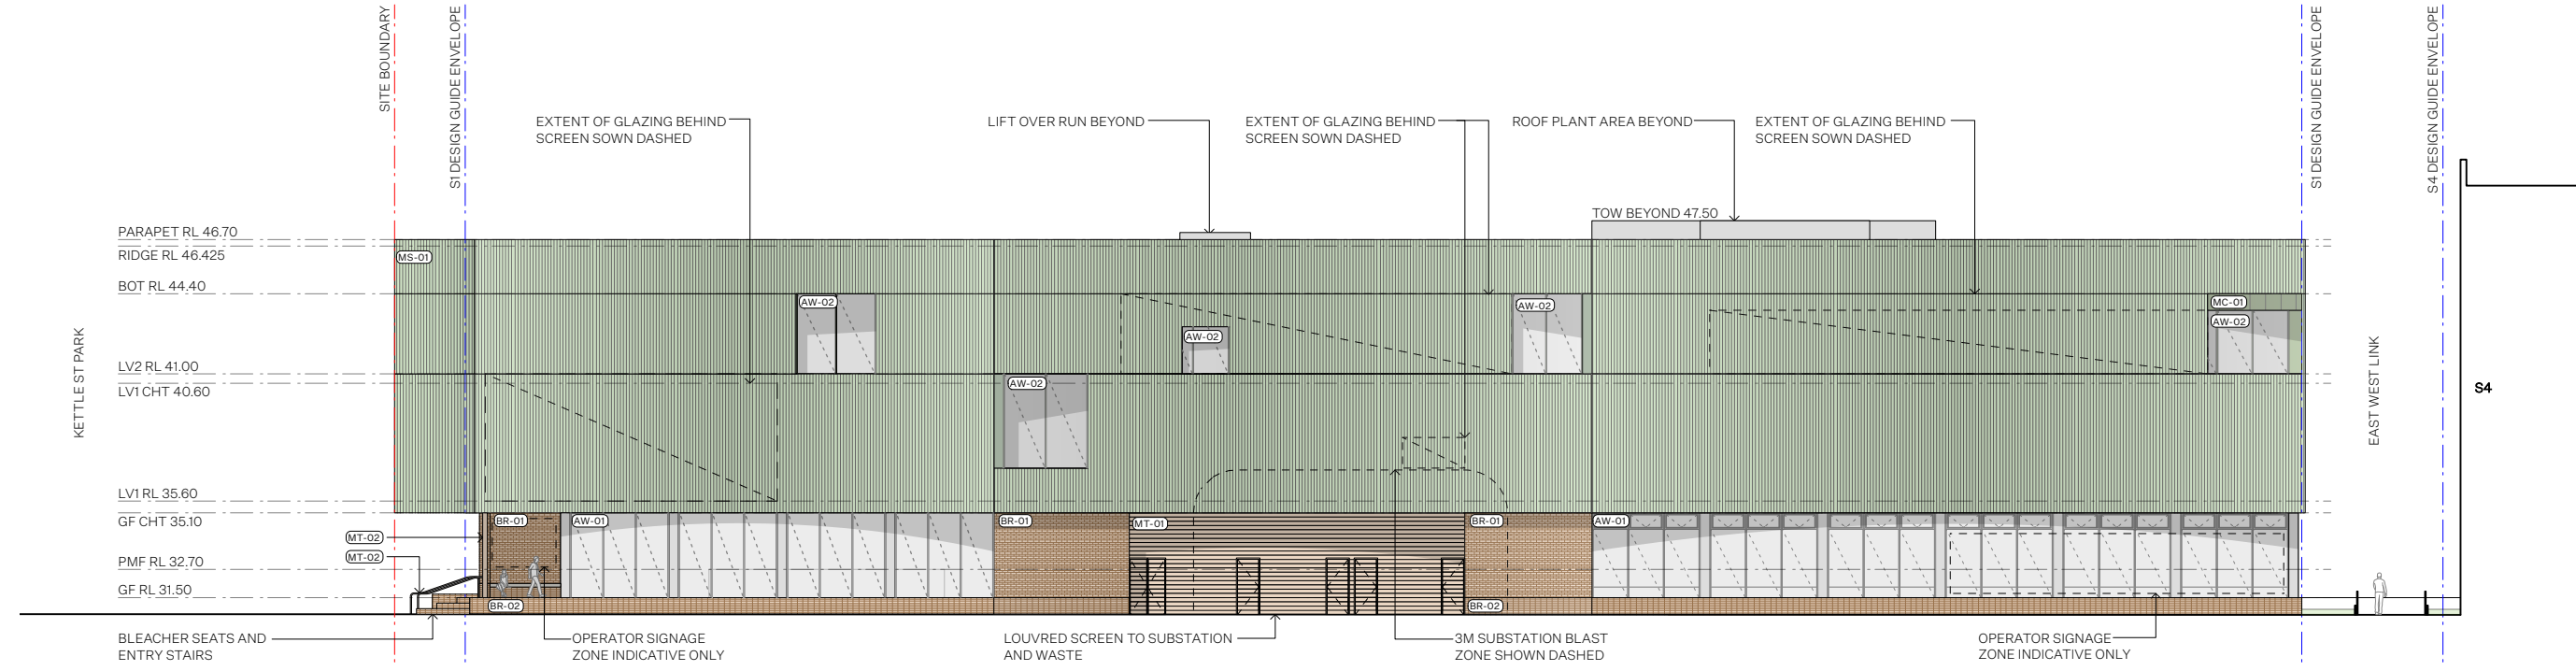 SITE BOUNDARY
S1 DESIGN GUIDE ENVELOPE
S1 DESIGN GUIDE ENVELOPE
S4 DESIGN GUIDE ENVELOPE
EXTENT OF GLAZING BEHIND
SCREEN SOWN DASHED
LIFT OVER RUN BEYOND
EXTENT OF GLAZING BEHIND
SCREEN SOWN DASHED
ROOF PLANT AREA BEYOND
EXTENT OF GLAZING BEHIND
SCREEN SOWN DASHED
TOW BEYOND 47.50
PARAPET RL 46.70
RIDGE RL 46.425
BOT RL 44.40
LV2 RL 41.00
LV1 CHT 40.60
LV1 RL 35.60
GF CHT 35.10
PMF RL 32.70
GF RL 31.50
KETTLE ST PARK
MS-01
AW-02
AW-02
AW-02
MC-01
AW-02
AW-02
EAST WEST LINK
S4
BR-01
AW-01
BR-01
MT-01
BR-01
AW-01
MT-02
MT-02
BR-02
BR-02
BLEACHER SEATS AND
ENTRY STAIRS
OPERATOR SIGNAGE
ZONE INDICATIVE ONLY
LOUVRED SCREEN TO SUBSTATION
AND WASTE
3M SUBSTATION BLAST
ZONE SHOWN DASHED
OPERATOR SIGNAGE
ZONE INDICATIVE ONLY